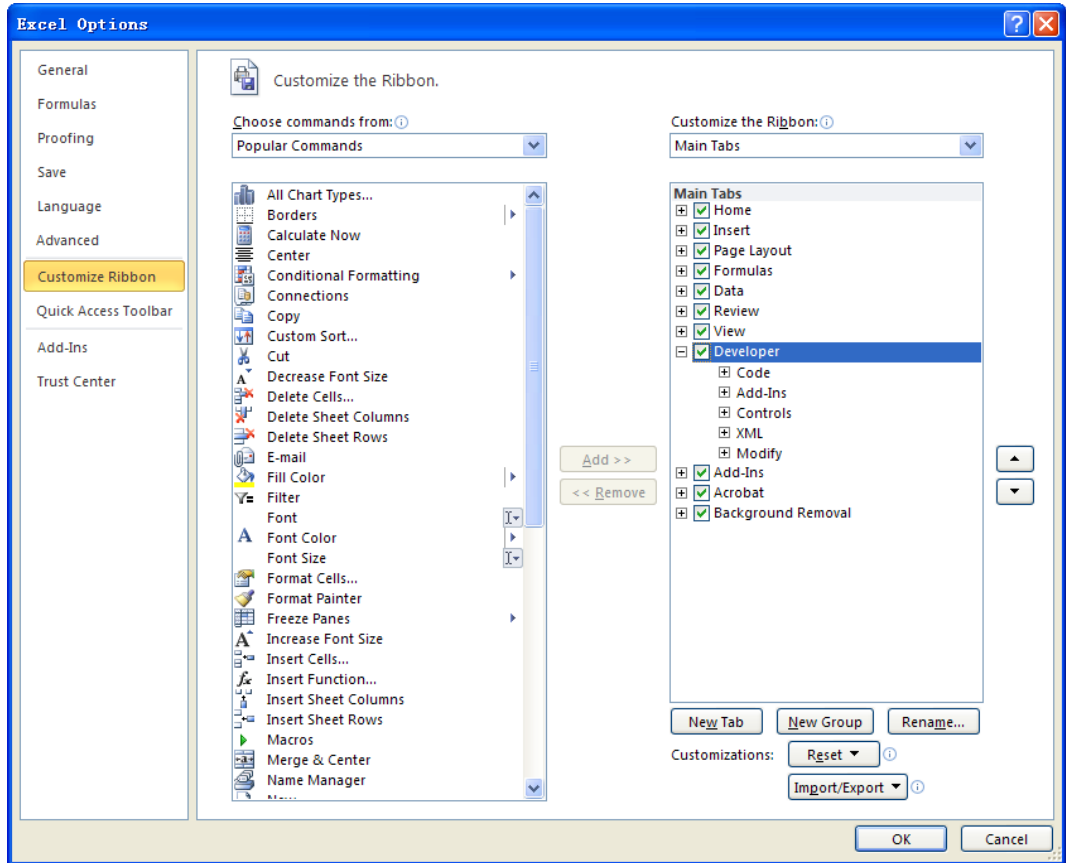 Excel Options
General
Formulas
Proofing
Save
Language
Advanced
Customize Ribbon
Quick Access Toolbar
Add-Ins
Trust Center
Customize the Ribbon.
Choose commands from:
Popular Commands
All Chart Types...
Borders
Calculate Now
Center
Conditional Formatting
Connections
Copy
Custom Sort...
Cut
Decrease Font Size
Delete Cells...
Delete Sheet Columns
Delete Sheet Rows
E-mail
Fill Color
Filter
Font
Font Color
Font Size
Format Cells...
Format Painter
Freeze Panes
Increase Font Size
Insert Cells...
Insert Function...
Insert Sheet Columns
Insert Sheet Rows
Macros
Merge & Center
Name Manager
Add >>
<< Remove
Customize the Ribbon:
Main Tabs
Main Tabs
Home
Insert
Page Layout
Formulas
Data
Review
View
Developer
Code
Add-Ins
Controls
XML
Modify
Add-Ins
Acrobat
Background Removal
New Tab
New Group
Rename...
Customizations:
Reset
Import/Export
OK
Cancel